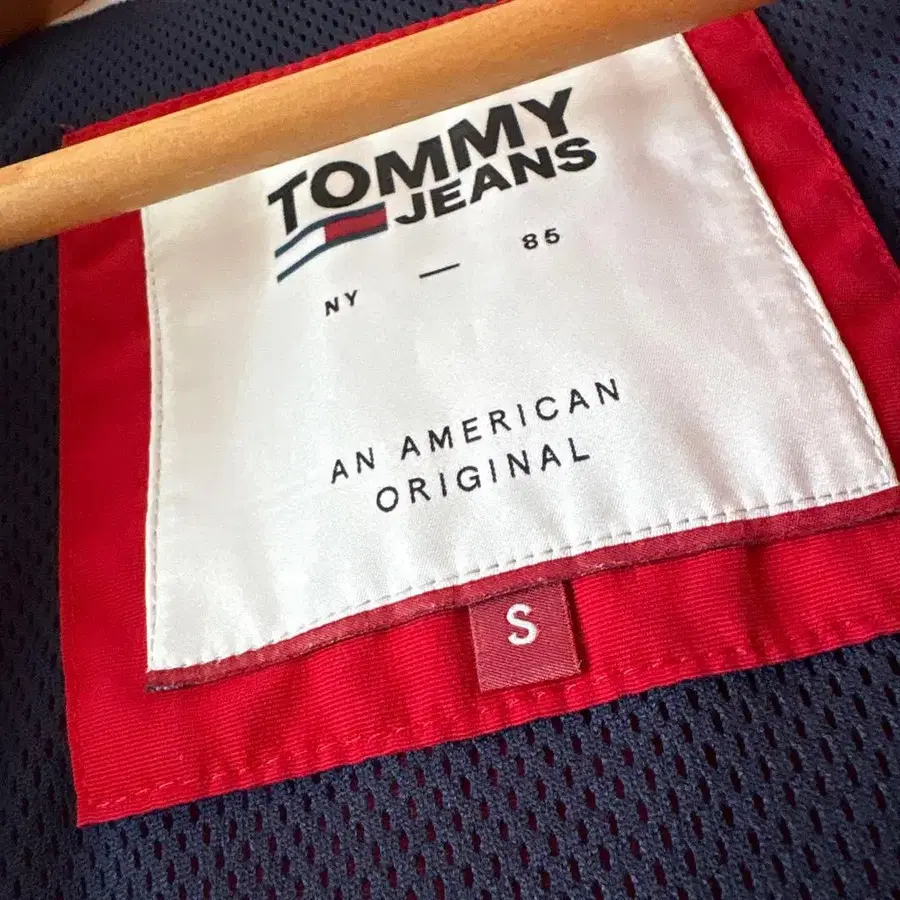 TOMMY
JEANS
NY — 85
AN AMERICAN
ORIGINAL
S